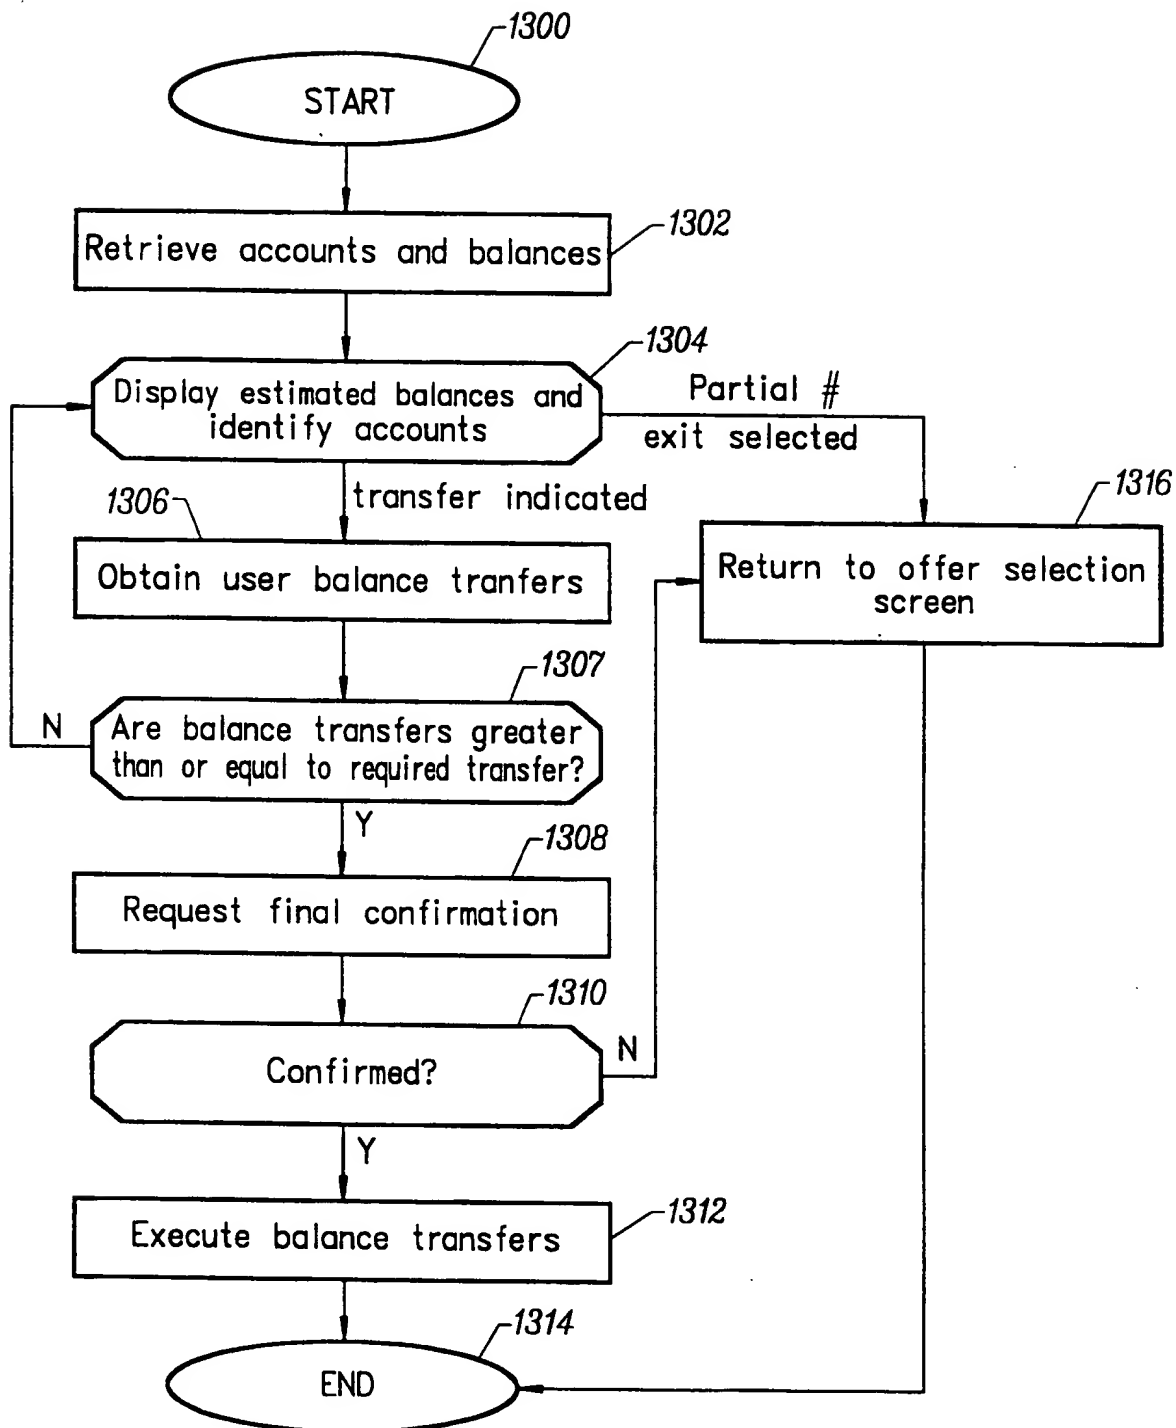 1300
START
1302
Retrieve accounts and balances
1304
Display estimated balances and
identify accounts
Partial #
exit selected
transfer indicated
1306
Obtain user balance tranfers
1316
Return to offer selection
screen
1307
Are balance transfers greater
than or equal to required transfer?
N
Y
1308
Request final confirmation
1310
Confirmed?
N
Y
1312
Execute balance transfers
1314
END